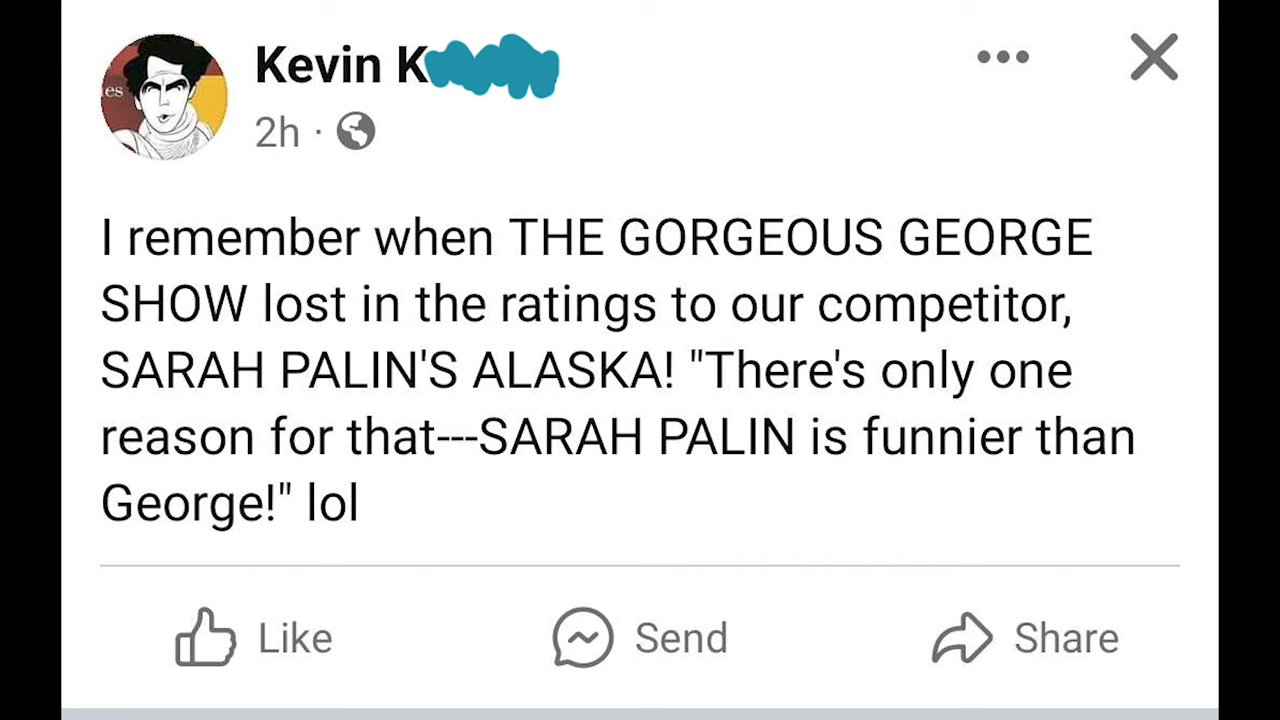 ies
Kevin K
2h ·
I remember when THE GORGEOUS GEORGE
SHOW lost in the ratings to our competitor,
SARAH PALIN'S ALASKA! "There's only one
reason for that---SARAH PALIN is funnier than
George!" lol
Like Send Share